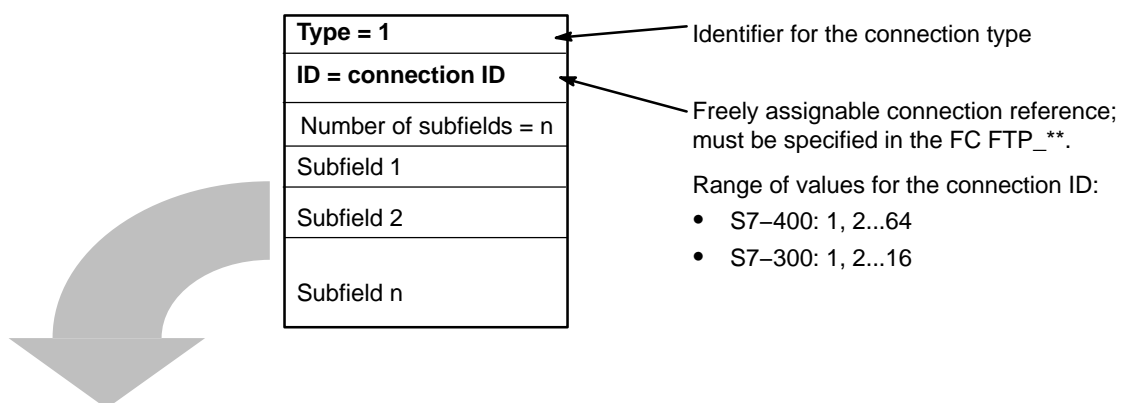 Type = 1
Identifier for the connection type
ID = connection ID
Freely assignable connection reference;
must be specified in the FC FTP_**.
Number of subfields = n
Subfield 1
Range of values for the connection ID:
Subfield 2
• S7–400: 1, 2...64
• S7–300: 1, 2...16
Subfield n